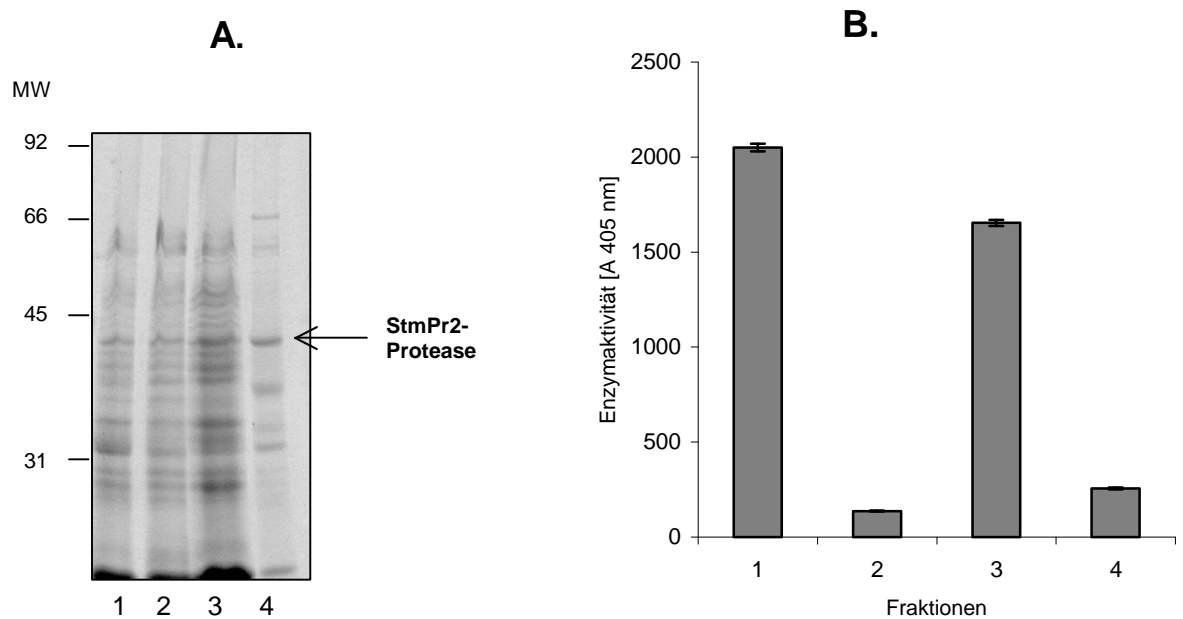 A.
MW
92
66
45
31
StmPr2-
Protease
1 2 3 4
B.
Enzymaktivität [A 405 nm]
2500
2000
1500
1000
500
0
1 2 3 4
Fraktionen